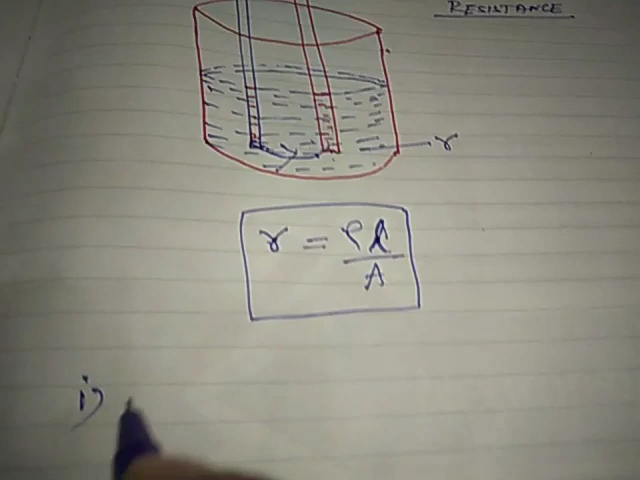 RESISTANCE
r
r = ρl/A
i)